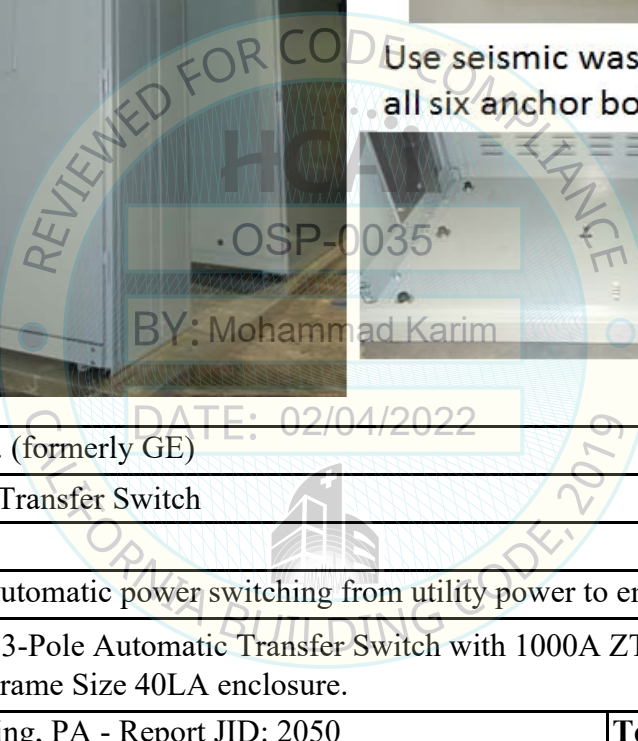 Use seismic was
all six anchor bo
REVIEWED FOR CODE COMPLIANCE
HCAi
OSP-0035
BY: Mohammad Karim
DATE: 02/04/2022
CALIFORNIA BUILDING CODE, 2019
. (formerly GE)
Transfer Switch
utomatic power switching from utility power to en
3-Pole Automatic Transfer Switch with 1000A ZT
rame Size 40LA enclosure.
ing, PA - Report JID: 2050
Te